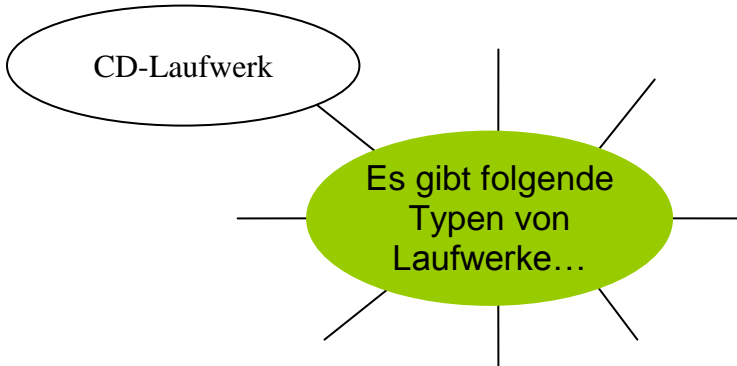 CD-Laufwerk
Es gibt folgende
Typen von
Laufwerke…